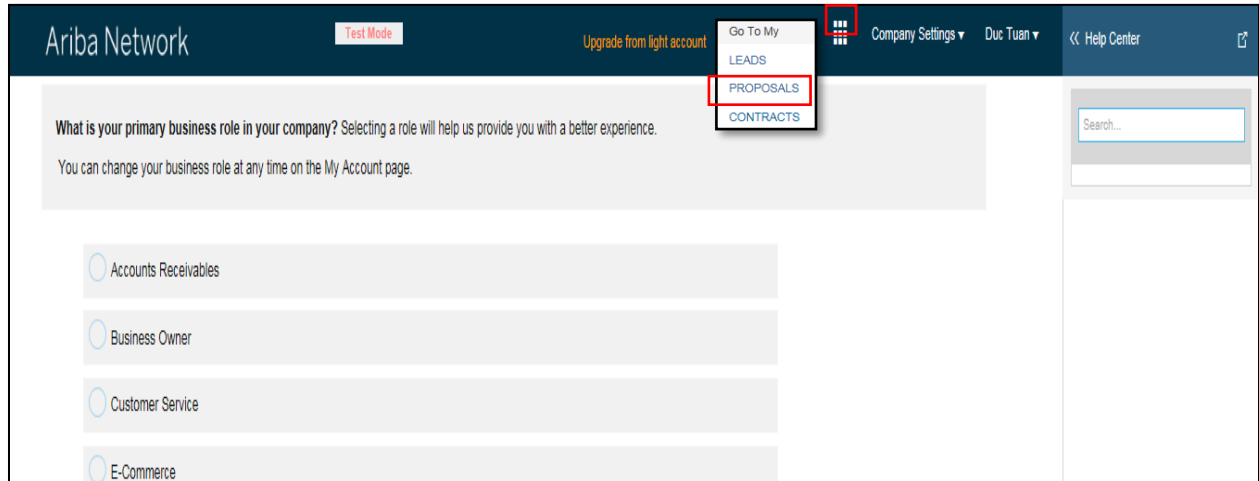 Ariba Network
Test Mode
Upgrade from light account
Go To My
LEADS
PROPOSALS
CONTRACTS
Company Settings ▾
Duc Tuan ▾
« Help Center
Search...
What is your primary business role in your company? Selecting a role will help us provide you with a better experience.
You can change your business role at any time on the My Account page.
Accounts Receivables
Business Owner
Customer Service
E-Commerce